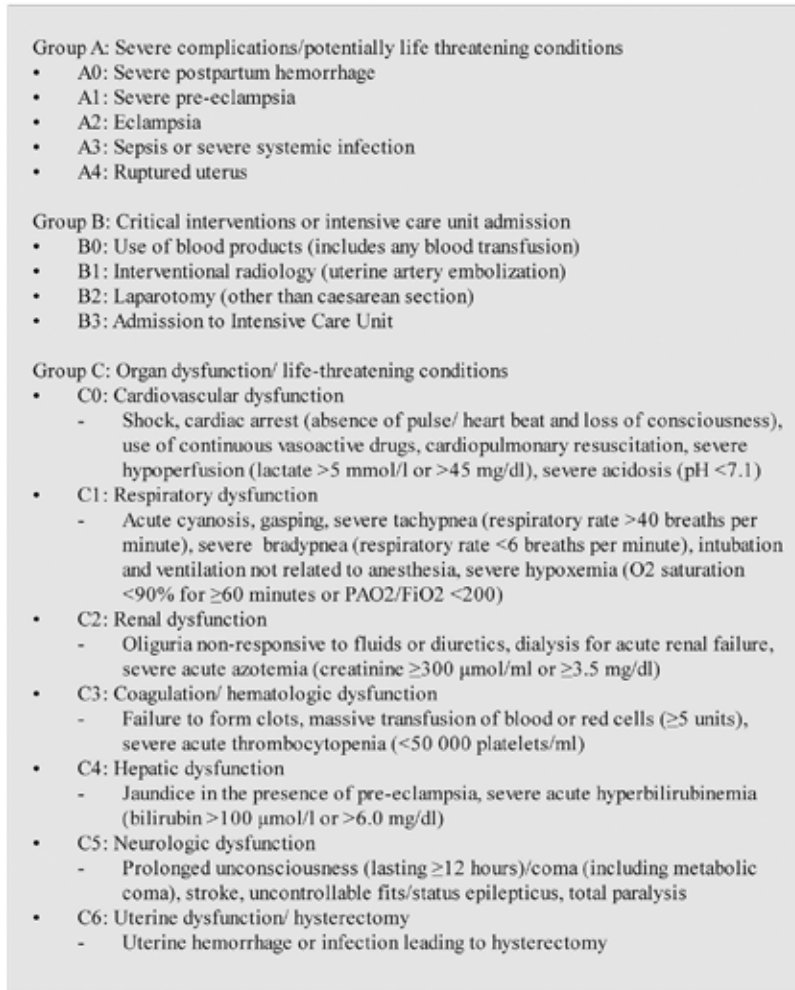 Group A: Severe complications/potentially life threatening conditions
• A0: Severe postpartum hemorrhage
• A1: Severe pre-eclampsia
• A2: Eclampsia
• A3: Sepsis or severe systemic infection
• A4: Ruptured uterus
Group B: Critical interventions or intensive care unit admission
• B0: Use of blood products (includes any blood transfusion)
• B1: Interventional radiology (uterine artery embolization)
• B2: Laparotomy (other than caesarean section)
• B3: Admission to Intensive Care Unit
Group C: Organ dysfunction/ life-threatening conditions
• C0: Cardiovascular dysfunction
- Shock, cardiac arrest (absence of pulse/ heart beat and loss of consciousness),
use of continuous vasoactive drugs, cardiopulmonary resuscitation, severe
hypoperfusion (lactate >5 mmol/l or >45 mg/dl), severe acidosis (pH <7.1)
• C1: Respiratory dysfunction
- Acute cyanosis, gasping, severe tachypnea (respiratory rate >40 breaths per
minute), severe bradypnea (respiratory rate <6 breaths per minute), intubation
and ventilation not related to anesthesia, severe hypoxemia (O2 saturation
<90% for ≥60 minutes or PAO2/FiO2 <200)
• C2: Renal dysfunction
- Oliguria non-responsive to fluids or diuretics, dialysis for acute renal failure,
severe acute azotemia (creatinine ≥300 μmol/ml or ≥3.5 mg/dl)
• C3: Coagulation/ hematologic dysfunction
- Failure to form clots, massive transfusion of blood or red cells (≥5 units),
severe acute thrombocytopenia (<50 000 platelets/ml)
• C4: Hepatic dysfunction
- Jaundice in the presence of pre-eclampsia, severe acute hyperbilirubinemia
(bilirubin >100 μmol/l or >6.0 mg/dl)
• C5: Neurologic dysfunction
- Prolonged unconsciousness (lasting ≥12 hours)/coma (including metabolic
coma), stroke, uncontrollable fits/status epilepticus, total paralysis
• C6: Uterine dysfunction/ hysterectomy
- Uterine hemorrhage or infection leading to hysterectomy